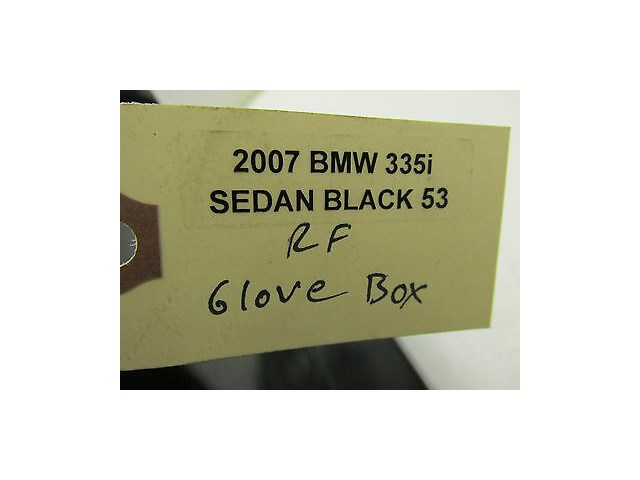 2007 BMW 335i
SEDAN BLACK 53
RF
Glove Box